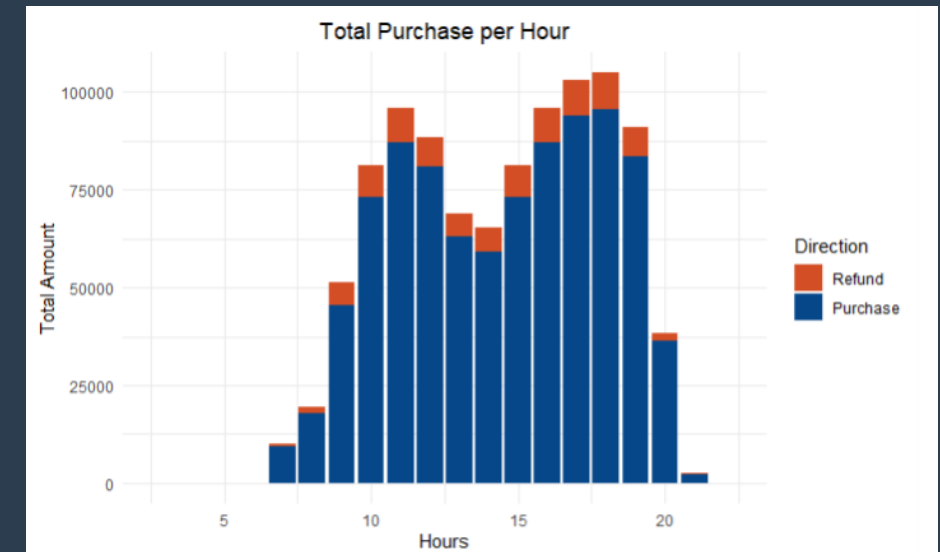 Total Purchase per Hour
100000
75000
50000
25000
0
Total Amount
5 10 15 20
Hours
Direction
Refund
Purchase